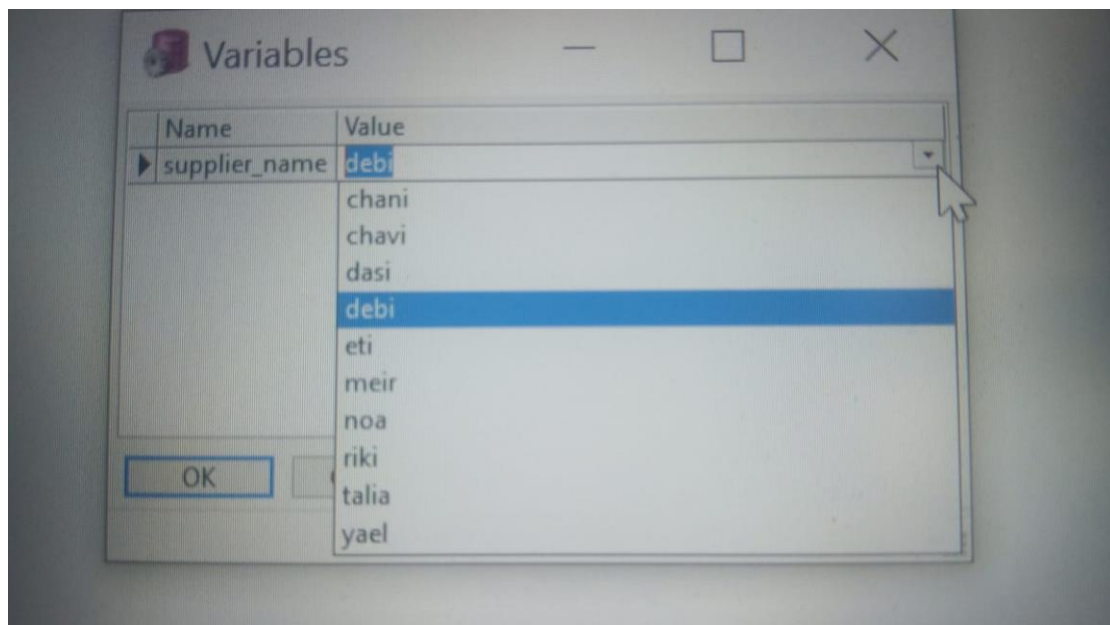 Variables
Name Value
supplier_name debi
chani
chavi
dasi
debi
eti
meir
noa
riki
talia
yael
OK